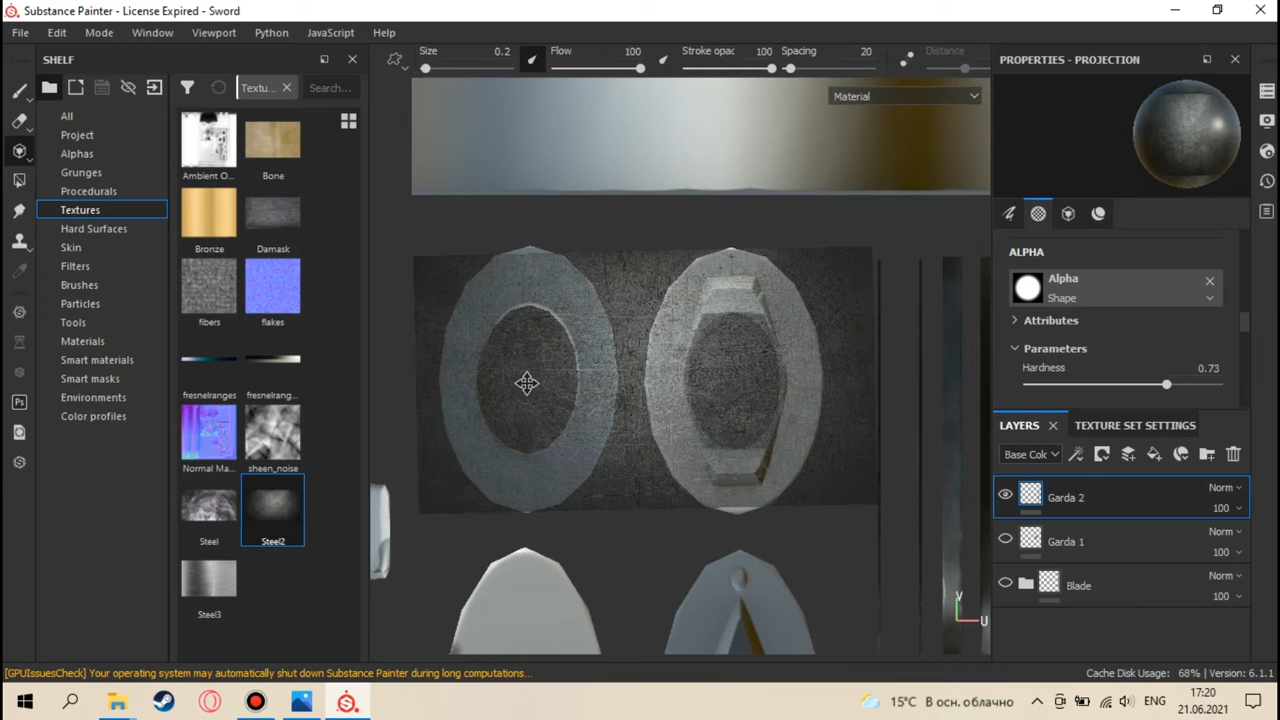 Substance Painter - License Expired - Sword
File Edit Mode Window Viewport Python JavaScript Help
SHELF
Size 0.2 Flow 100 Stroke opac 100 Spacing 20 Distance
PROPERTIES - PROJECTION
Textu... Search...
Material
All
Project
Alphas
Grunges
Procedurals
Textures
Hard Surfaces
Skin
Filters
Brushes
Particles
Tools
Materials
Smart materials
Smart masks
Environments
Color profiles
Ambient O... Bone
Bronze Damask
fibers flakes
fresnelranges fresnelrang...
Normal Ma... sheen_noise
Steel Steel2
Steel3
ALPHA
Alpha
Shape
Attributes
Parameters
Hardness 0.73
LAYERS TEXTURE SET SETTINGS
Base Colc
Garda 2 Norm 100
Garda 1 Norm 100
Blade Norm 100
V
U
[GPUIssuesCheck] Your operating system may automatically shut down Substance Painter during long computations...
Cache Disk Usage: 68% | Version: 6.1.1
Ps
15°C В осн. облачно
ENG
17:20
21.06.2021